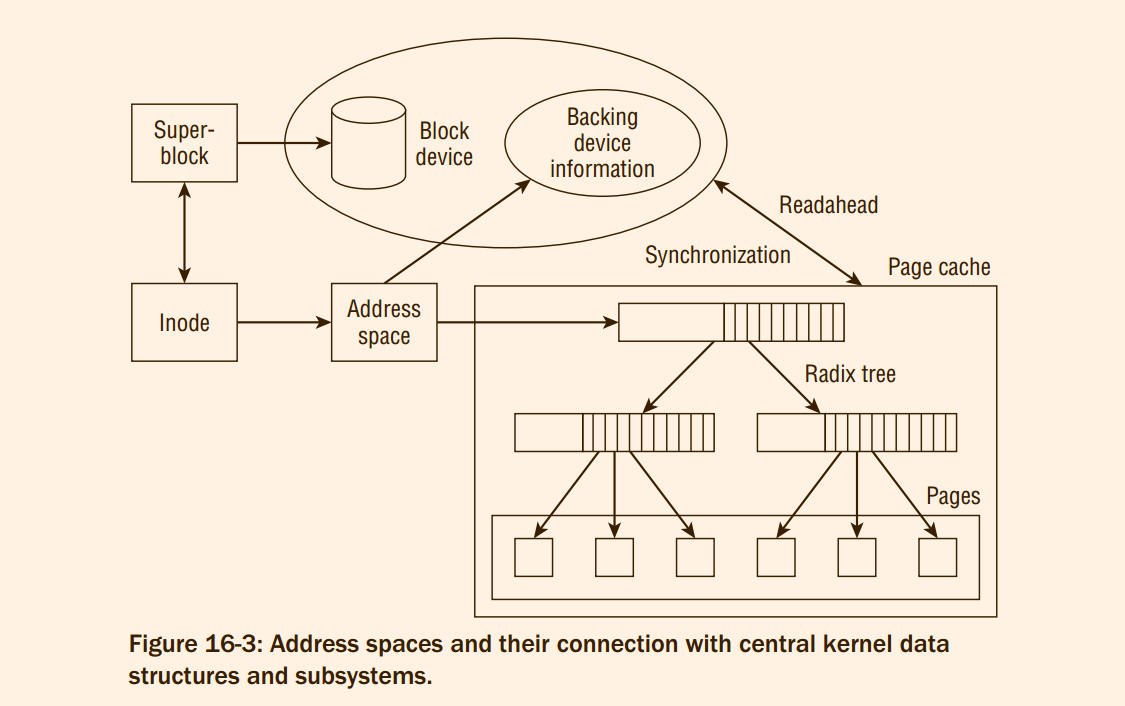 Super-
block
Block
device
Backing
device
information
Readahead
Synchronization
Page cache
Inode
Address
space
Radix tree
Pages
Figure 16-3: Address spaces and their connection with central kernel data
structures and subsystems.